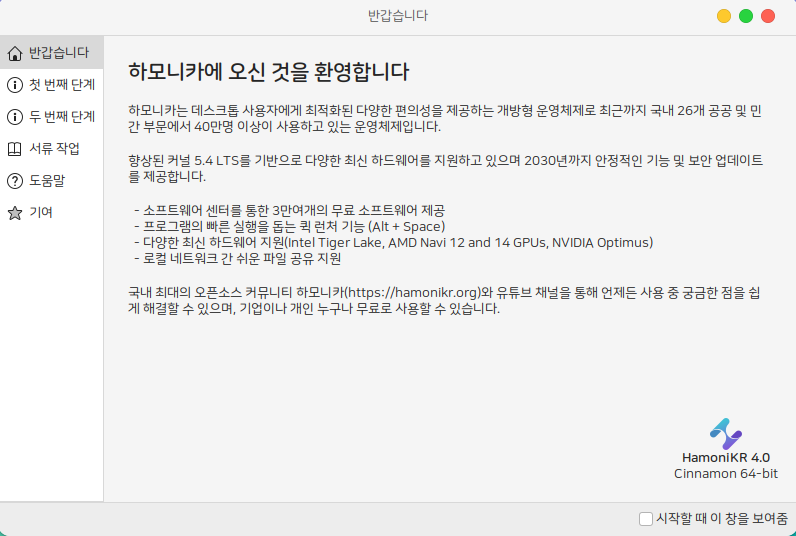 반갑습니다
반갑습니다
첫 번째 단계
두 번째 단계
서류 작업
도움말
기여
하모니카에 오신 것을 환영합니다
하모니카는 데스크톱 사용자에게 최적화된 다양한 편의성을 제공하는 개방형 운영체제로 최근까지 국내 26개 공공 및 민
간 부문에서 40만명 이상이 사용하고 있는 운영체제입니다.
향상된 커널 5.4 LTS를 기반으로 다양한 최신 하드웨어를 지원하고 있으며 2030년까지 안정적인 기능 및 보안 업데이트
를 제공합니다.
- 소프트웨어 센터를 통한 3만여개의 무료 소프트웨어 제공
- 프로그램의 빠른 실행을 돕는 퀵 런처 기능 (Alt + Space)
- 다양한 최신 하드웨어 지원(Intel Tiger Lake, AMD Navi 12 and 14 GPUs, NVIDIA Optimus)
- 로컬 네트워크 간 쉬운 파일 공유 지원
국내 최대의 오픈소스 커뮤니티 하모니카(https://hamonikr.org)와 유튜브 채널을 통해 언제든 사용 중 궁금한 점을 쉽
게 해결할 수 있으며, 기업이나 개인 누구나 무료로 사용할 수 있습니다.
HamoniKR 4.0
Cinnamon 64-bit
시작할 때 이 창을 보여줌